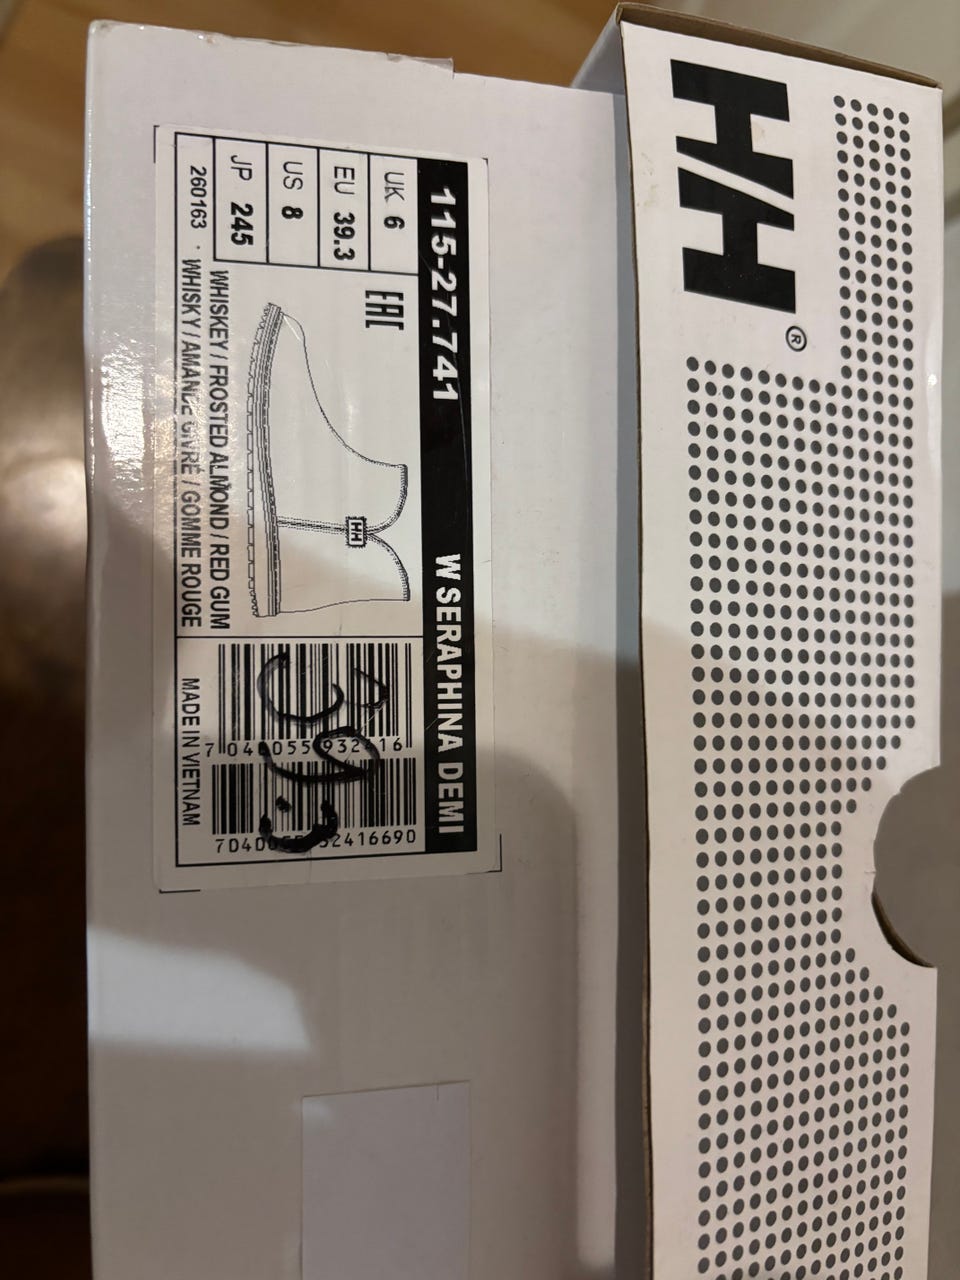 HH®
115-27.741 W SERAPHINA DEMI
UK 6
EU 39.3
US 8
JP 245
EAC
HH
WHISKEY / FROSTED ALMOND / RED GUM
260163 · WHISKY / AMANDE GIVRÉ / GOMME ROUGE
MADE IN VIETNAM